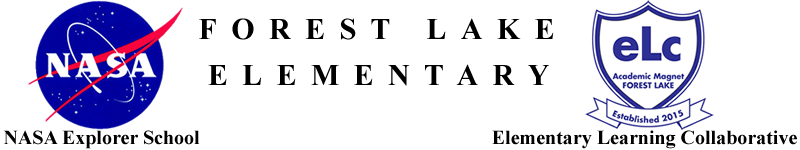 NASA
NASA Explorer School
FOREST LAKE
ELEMENTARY
eLc
Academic Magnet
FOREST LAKE
Established 2015
Elementary Learning Collaborative